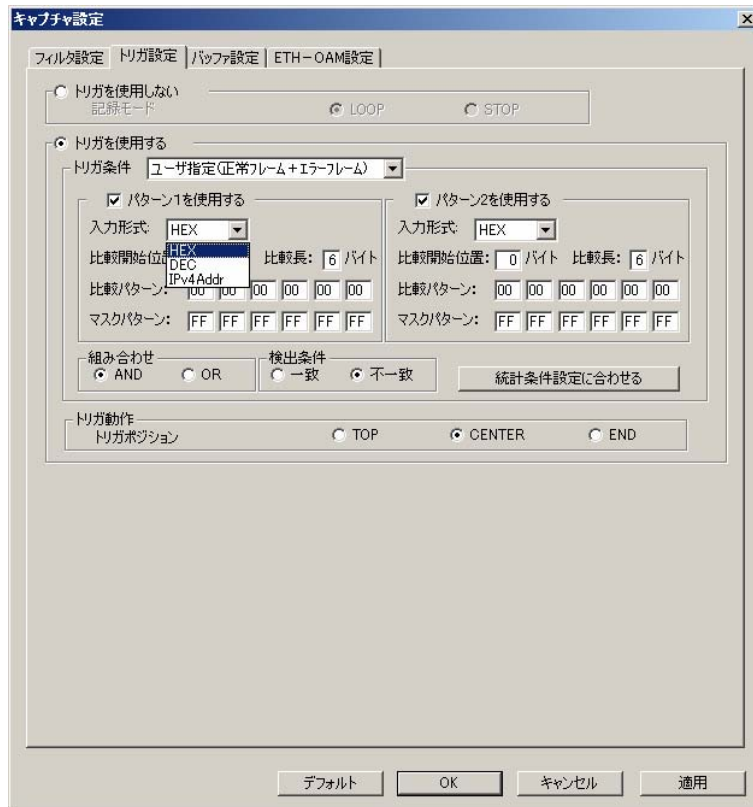 キャプチャ設定
フィルタ設定 トリガ設定 バッファ設定 ETH-OAM設定
トリガを使用しない
記録モード LOOP STOP
トリガを使用する
トリガ条件 ユーザ指定(正常フレーム+エラーフレーム)
パターン1を使用する
入力形式: HEX
HEX
DEC
IPv4Addr
比較開始位 比較長: 6 バイト
比較パターン: 00 00 00 00 00 00
マスクパターン: FF FF FF FF FF FF
パターン2を使用する
入力形式: HEX
比較開始位置: 0 バイト 比較長: 6 バイト
比較パターン: 00 00 00 00 00 00
マスクパターン: FF FF FF FF FF FF
組み合わせ
AND OR
検出条件
一致 不一致
統計条件設定に合わせる
トリガ動作
トリガポジション TOP CENTER END
デフォルト OK キャンセル 適用